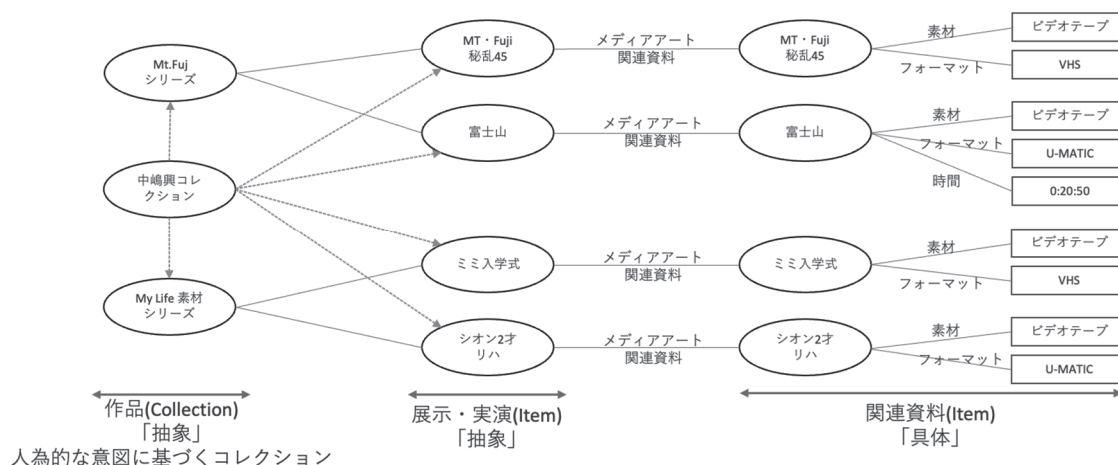 Mt.Fuj
シリーズ
中嶋興コレ
クション
My Life 素材
シリーズ
MT・Fuji
秘乱45
富士山
ミミ入学式
シオン2才
リハ
メディアアート
関連資料
メディアアート
関連資料
メディアアート
関連資料
メディアアート
関連資料
MT・Fuji
秘乱45
富士山
ミミ入学式
シオン2才
リハ
素材
ビデオテープ
フォーマット
VHS
素材
ビデオテープ
フォーマット
U-MATIC
時間
0:20:50
素材
ビデオテープ
フォーマット
VHS
素材
ビデオテープ
フォーマット
U-MATIC
作品(Collection)
「抽象」
人為的な意図に基づくコレクション
展示・実演(Item)
「抽象」
関連資料(Item)
「具体」